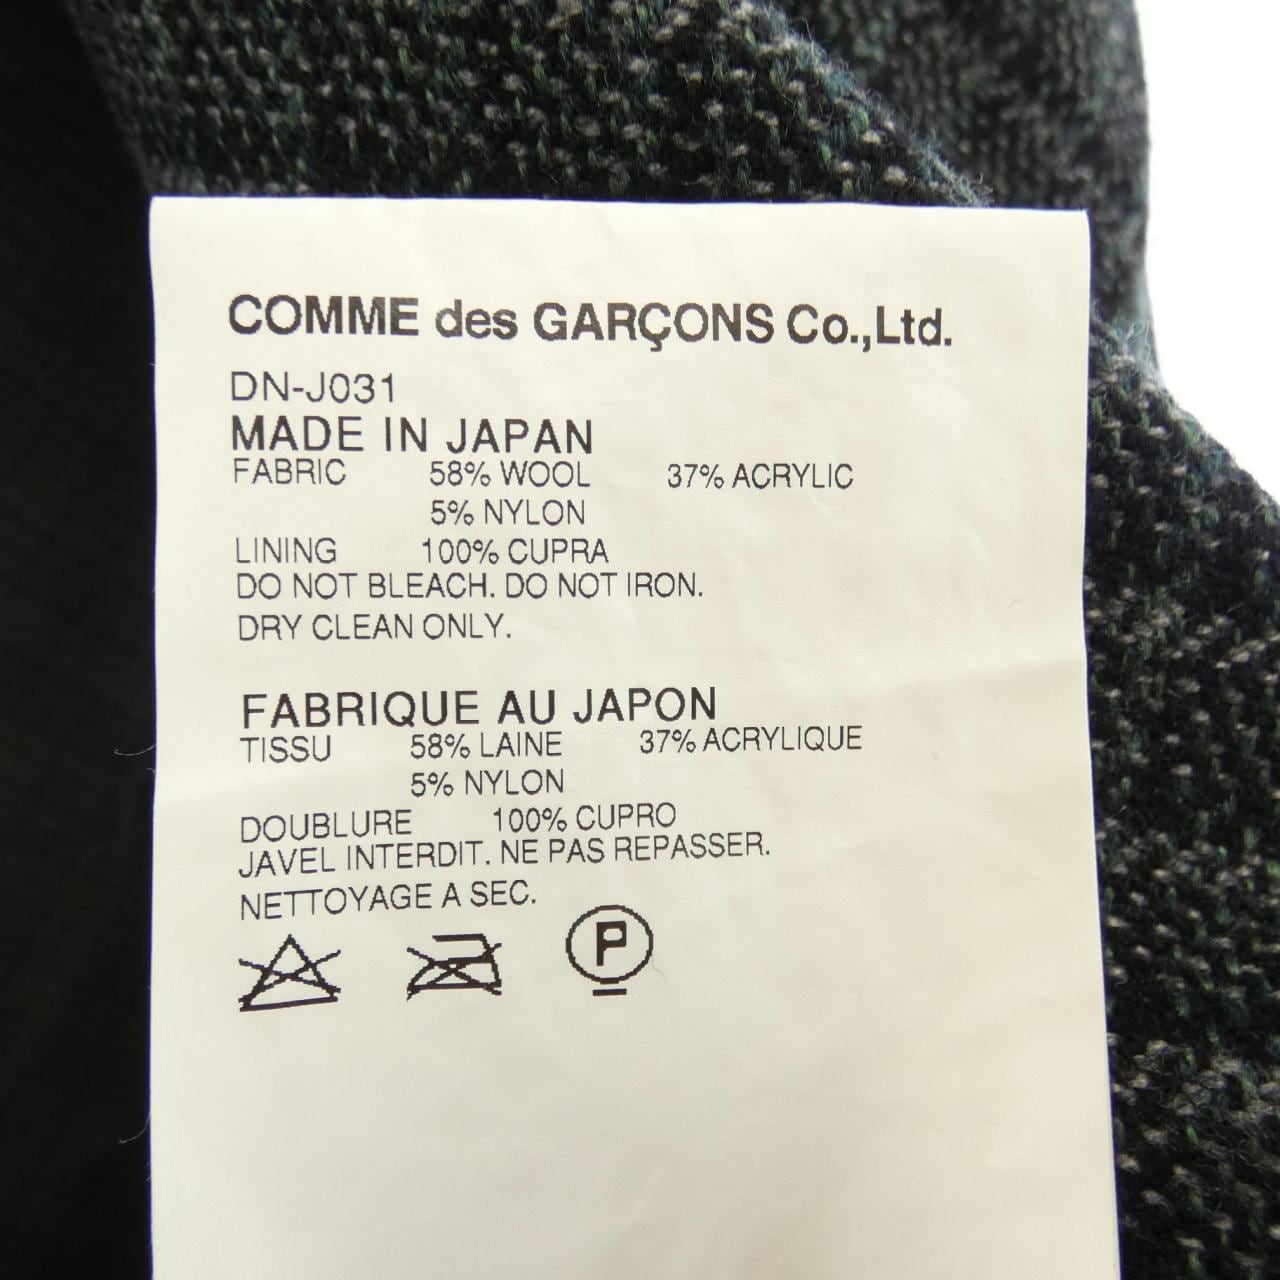 COMME des GARÇONS Co.,Ltd.
DN-J031
MADE IN JAPAN
FABRIC 58% WOOL 37% ACRYLIC
5% NYLON
LINING 100% CUPRA
DO NOT BLEACH. DO NOT IRON.
DRY CLEAN ONLY.
FABRIQUE AU JAPON
TISSU 58% LAINE 37% ACRYLIQUE
5% NYLON
DOUBLURE 100% CUPRO
JAVEL INTERDIT. NE PAS REPASSER.
NETTOYAGE A SEC.
P